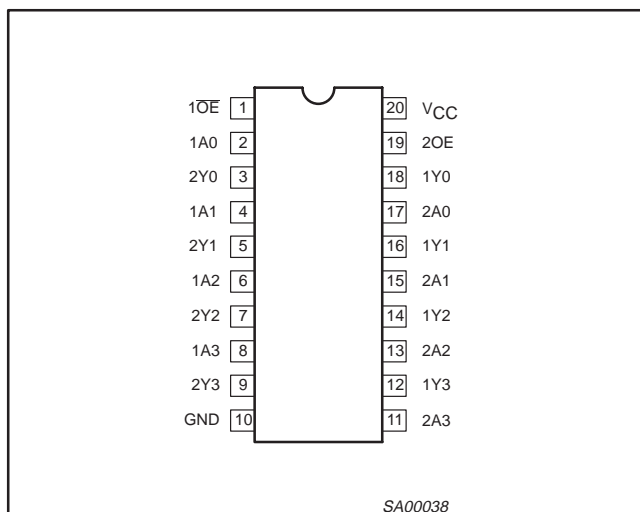 1O̅E̅ 1 20 VCC
1A0 2 19 2OE
2Y0 3 18 1Y0
1A1 4 17 2A0
2Y1 5 16 1Y1
1A2 6 15 2A1
2Y2 7 14 1Y2
1A3 8 13 2A2
2Y3 9 12 1Y3
GND 10 11 2A3
SA00038